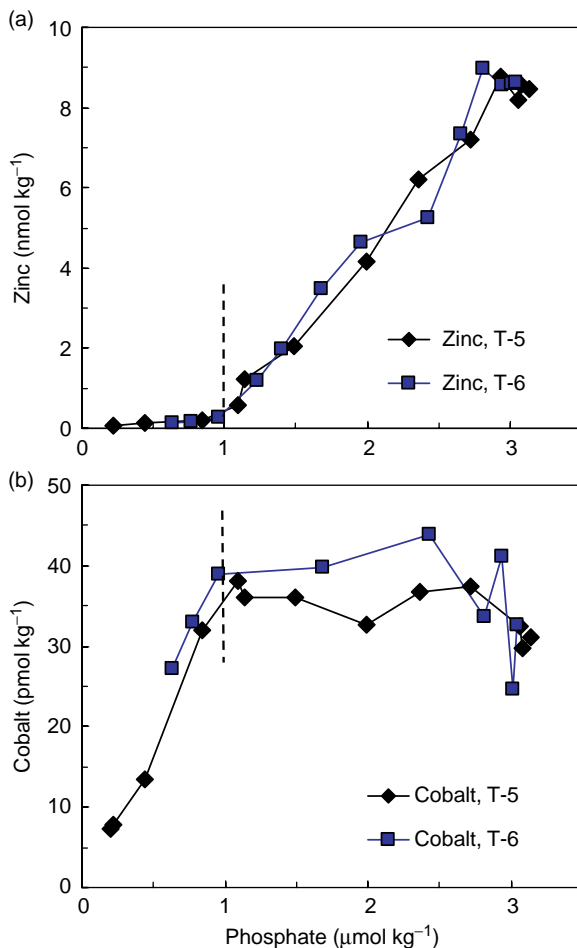 (a)
10
8
6
4
2
0
Zinc (nmol kg⁻¹)
Zinc, T-5
Zinc, T-6
0 1 2 3
(b)
50
40
30
20
10
0
Cobalt (pmol kg⁻¹)
Cobalt, T-5
Cobalt, T-6
0 1 2 3
Phosphate (μmol kg⁻¹)